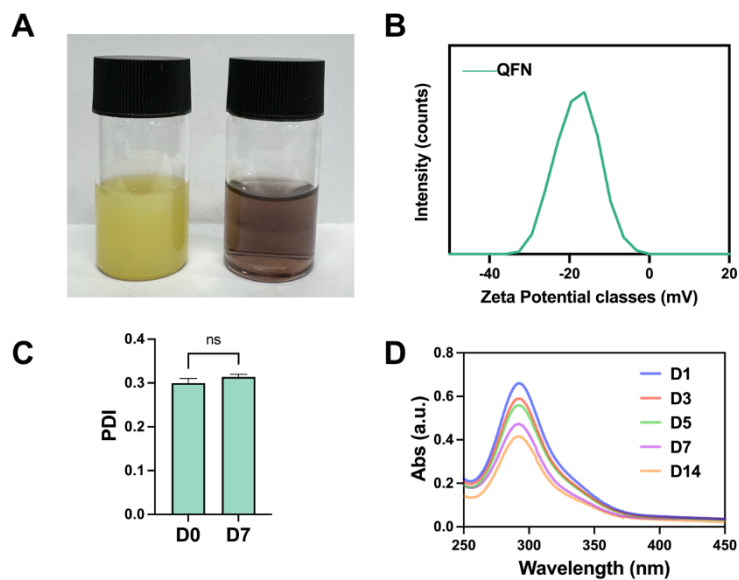 A
B
QFN
Intensity (counts)
-40
-20
0
20
Zeta Potential classes (mV)
C
ns
0.4
0.3
0.2
0.1
0.0
PDI
D0
D7
D
0.8
0.6
0.4
0.2
0.0
Abs (a.u.)
D1
D3
D5
D7
D14
250
300
350
400
450
Wavelength (nm)